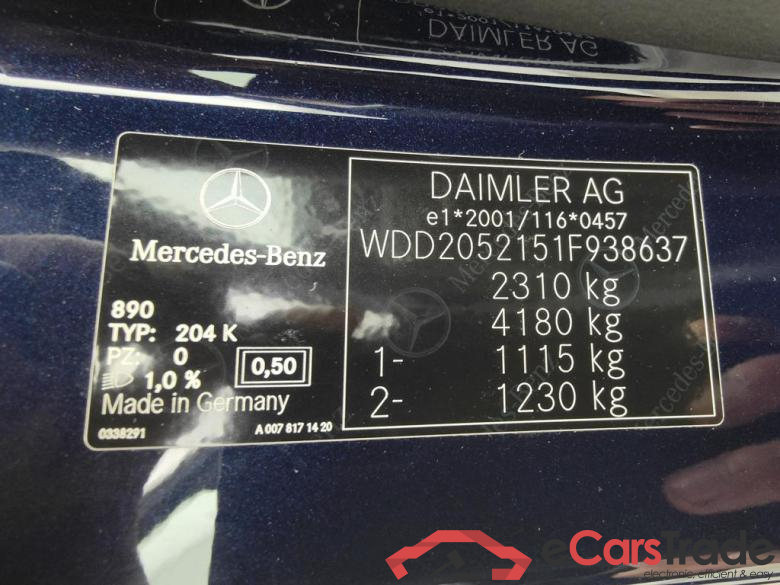 DAIMLER AG
Mercedes-Benz
890
TYP: 204 K
PZ: 0
1,0 %
0,50
Made in Germany
0338291
A 007 817 14 20
DAIMLER AG
e1*2001/116*0457
WDD2052151F938637
2310 kg
4180 kg
1- 1115 kg
2- 1230 kg
eCarsTrade
electronic, efficient & easy